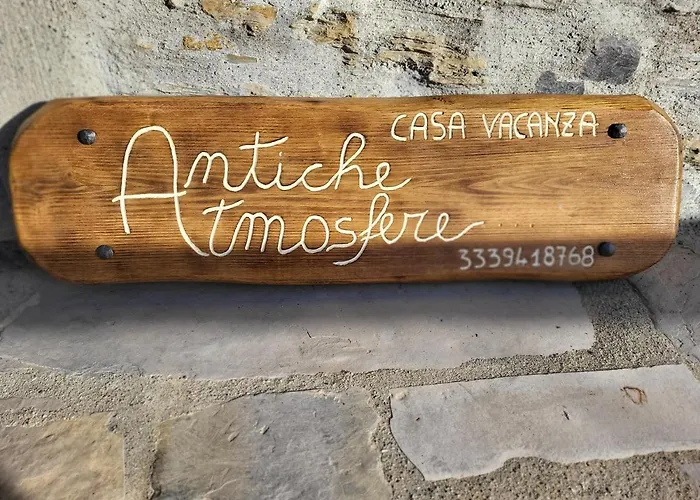 CASA VACANZA
Antiche
Atmosfere
3339418768